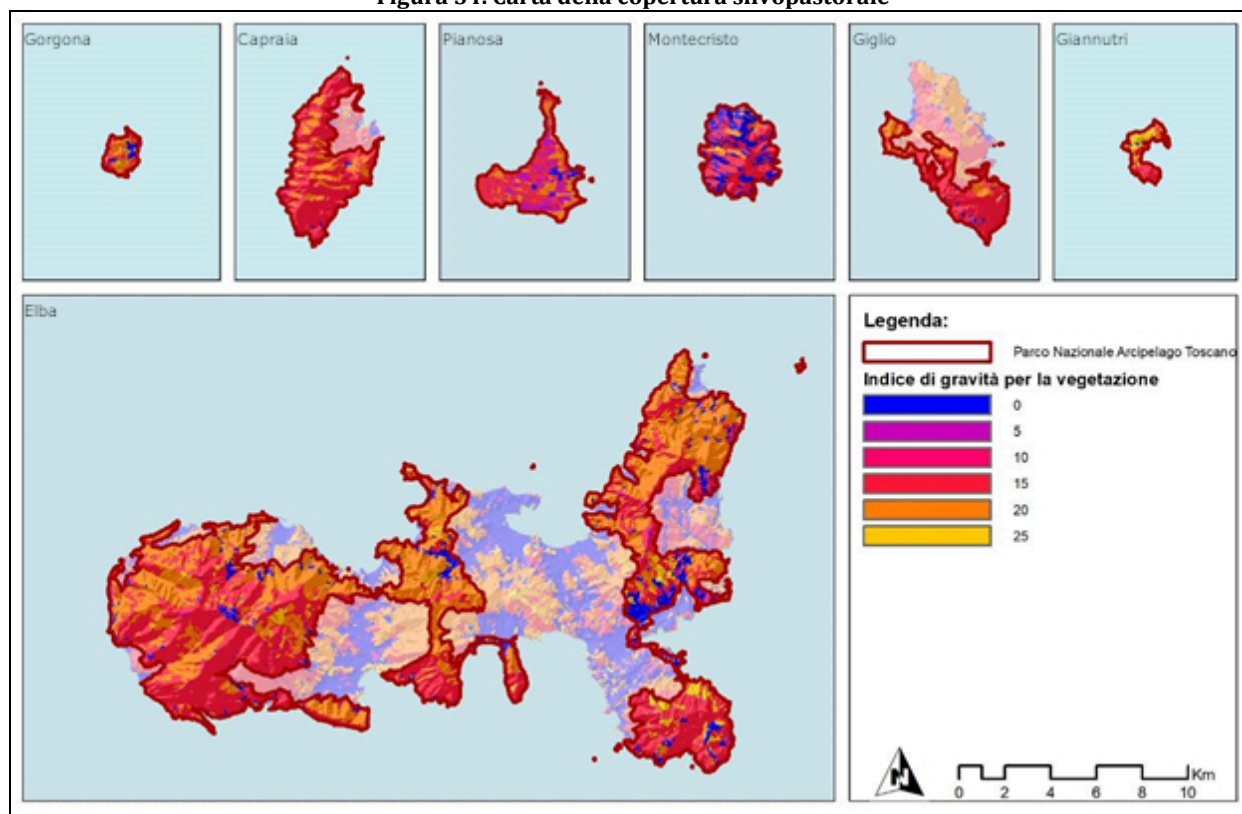 Figura 31. Carta della copertura silvopastorale
Gorgona
Capraia
Pianosa
Montecristo
Giglio
Giannutri
Elba
Legenda:
Parco Nazionale Arcipelago Toscano
Indice di gravità per la vegetazione
0
5
10
15
20
25
N
Km
0 2 4 6 8 10